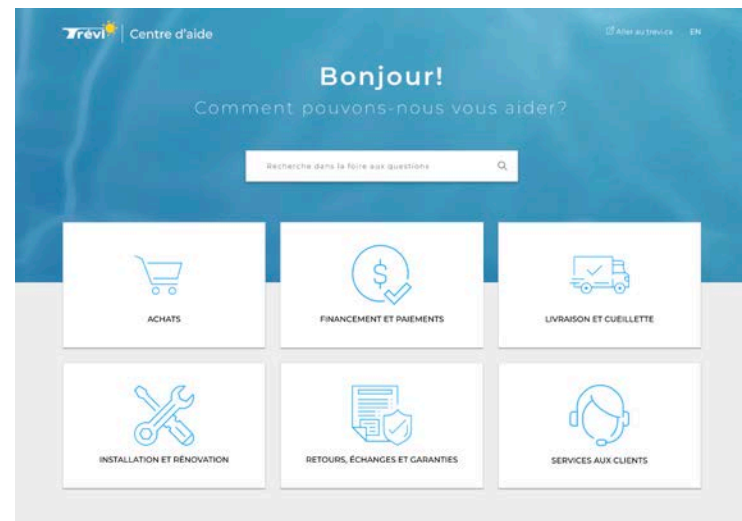 Trévi | Centre d'aide
Aller au trevi.ca EN
Bonjour!
Comment pouvons-nous vous aider?
Recherche dans la foire aux questions
ACHATS
FINANCEMENT ET PAIEMENTS
LIVRAISON ET CUEILLETTE
INSTALLATION ET RÉNOVATION
RETOURS, ÉCHANGES ET GARANTIES
SERVICES AUX CLIENTS